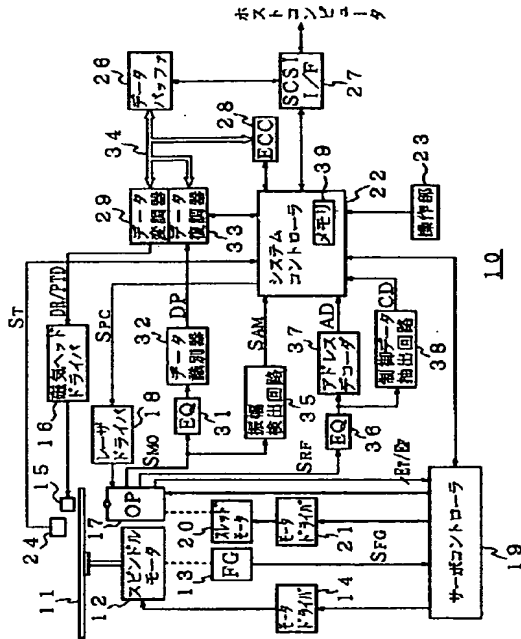 11
24
15
ST
16
磁気ヘッド
ドライバ
DR/PTD
29
データ
変調器
データ
復調器
33
34
26
データ
バッファ
28
ECC
ホストコンピュータ
SCSI
I/F
27
12
スピンドル
モータ
17
OP
18
レーザドライバ
SPC
SMO
31
EQ
32
データ
識別器
DP
システム
コントローラ
メモリ
39
22
操作部
23
13
FG
20
スレッド
モータ
35
振幅
検出回路
SAM
SRF
36
EQ
37
アドレス
デコーダ
AD
制御データ
抽出回路
38
CD
ET/EF
14
モータ
ドライバ
21
モータ
ドライバ
SFG
サーボコントローラ
19
10